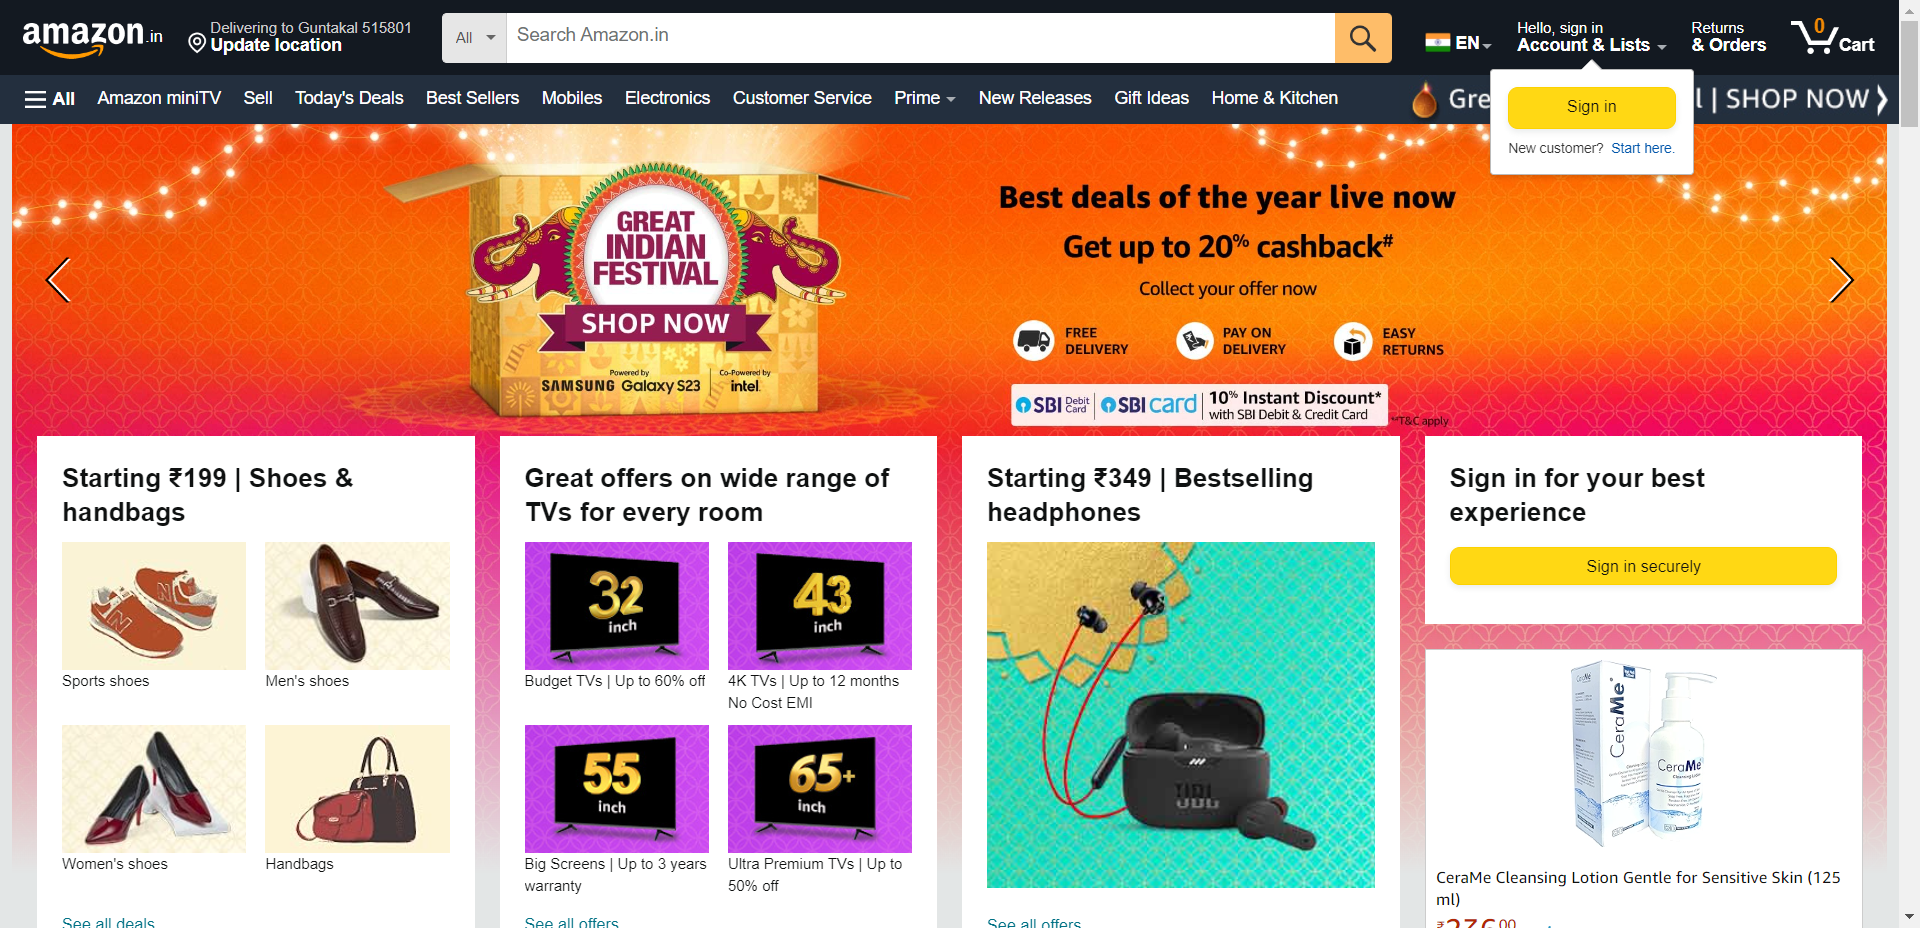 amazon.in
Delivering to Guntakal 515801
Update location
All
Search Amazon.in
EN
Hello, sign in
Account & Lists
Returns
& Orders
0
Cart
All
Amazon miniTV
Sell
Today's Deals
Best Sellers
Mobiles
Electronics
Customer Service
Prime
New Releases
Gift Ideas
Home & Kitchen
Gre
l | SHOP NOW
Sign in
New customer? Start here.
GREAT
INDIAN
FESTIVAL
SHOP NOW
Powered by
SAMSUNG Galaxy S23
Co-Powered by
intel
Best deals of the year live now
Get up to 20% cashback#
Collect your offer now
FREE
DELIVERY
PAY ON
DELIVERY
EASY
RETURNS
SBI Debit Card
SBI card
10% Instant Discount*
with SBI Debit & Credit Card
*T&C apply
Starting ₹199 | Shoes &
handbags
Sports shoes
Men's shoes
Women's shoes
Handbags
See all deals
Great offers on wide range of
TVs for every room
32
inch
43
inch
Budget TVs | Up to 60% off
4K TVs | Up to 12 months
No Cost EMI
55
inch
65+
inch
Big Screens | Up to 3 years
warranty
Ultra Premium TVs | Up to
50% off
See all offers
Starting ₹349 | Bestselling
headphones
JBL
See all offers
Sign in for your best
experience
Sign in securely
CeraMe
CeraMe
CeraMe
Cleansing Lotion
CeraMe Cleansing Lotion Gentle for Sensitive Skin (125
ml)
₹236.00